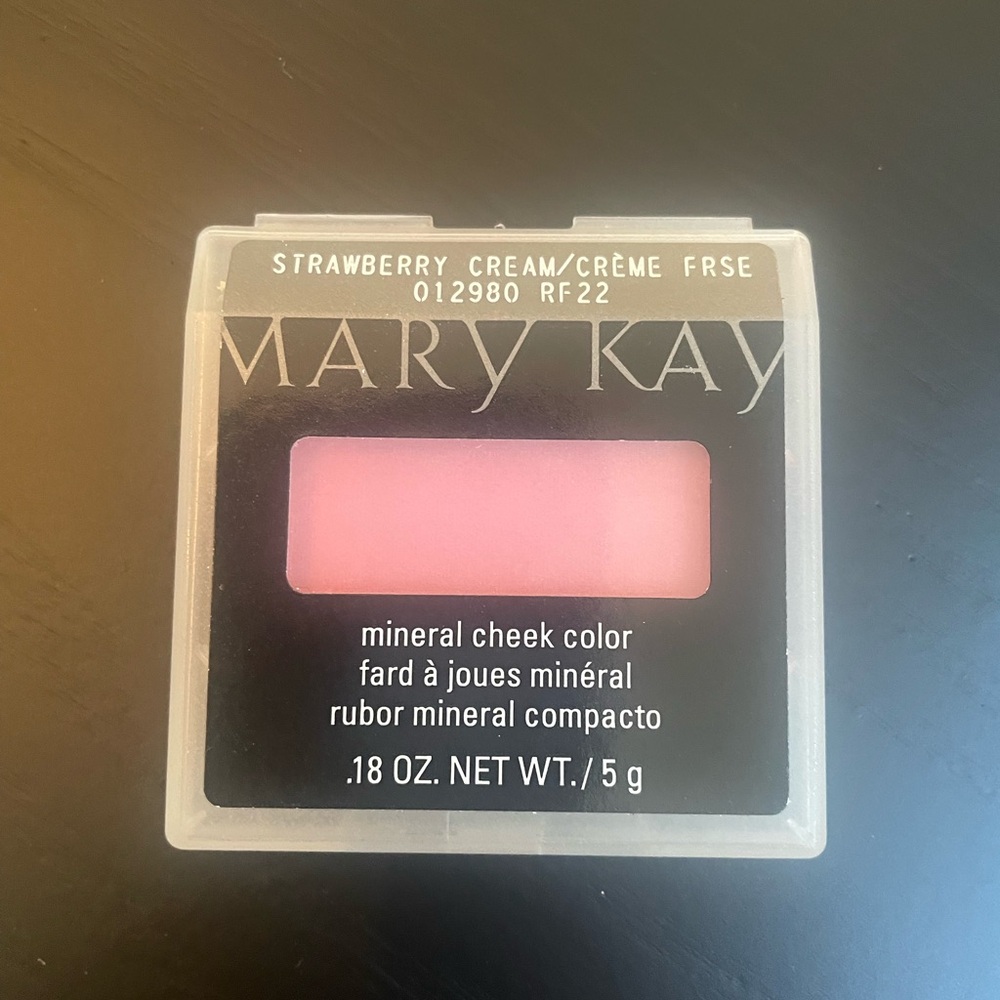 STRAWBERRY CREAM/CRÈME FRSE
012980 RF22
MARY KAY
mineral cheek color
fard à joues minéral
rubor mineral compacto
.18 OZ. NET WT./ 5 g